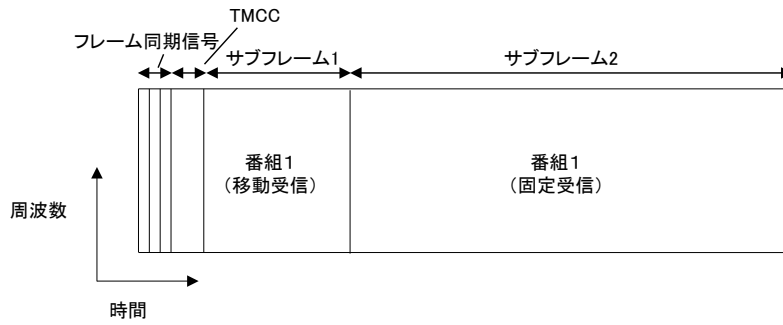 TMCC
フレーム同期信号
サブフレーム1
サブフレーム2
番組1
（移動受信）
番組1
（固定受信）
周波数
時間